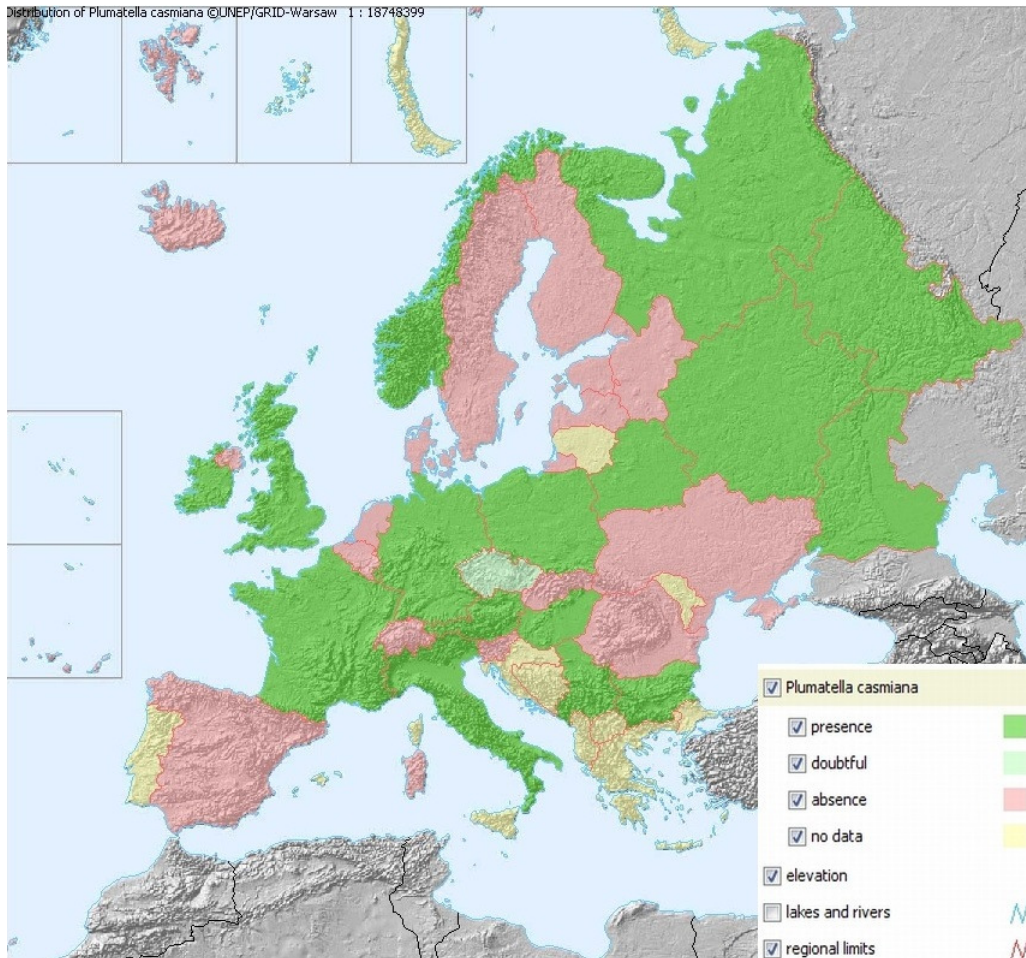 Distribution of Plumatella casmiana ©UNEP/GRID-Warsaw 1 : 18748399
Plumatella casmiana
presence
doubtful
absence
no data
elevation
lakes and rivers
regional limits